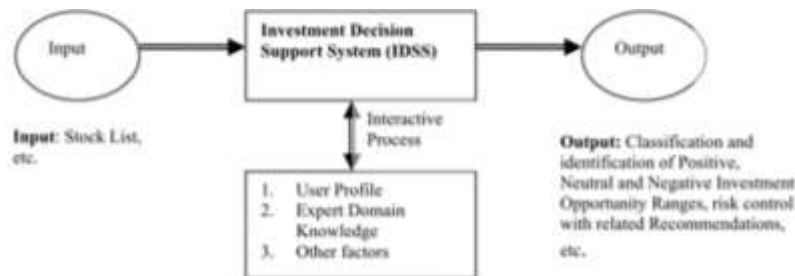 Input
Investment Decision
Support System (IDSS)
Output
Interactive
Process
Input: Stock List,
etc.
1. User Profile
2. Expert Domain
Knowledge
3. Other factors
Output: Classification and
identification of Positive,
Neutral and Negative Investment
Opportunity Ranges, risk control
with related Recommendations,
etc.